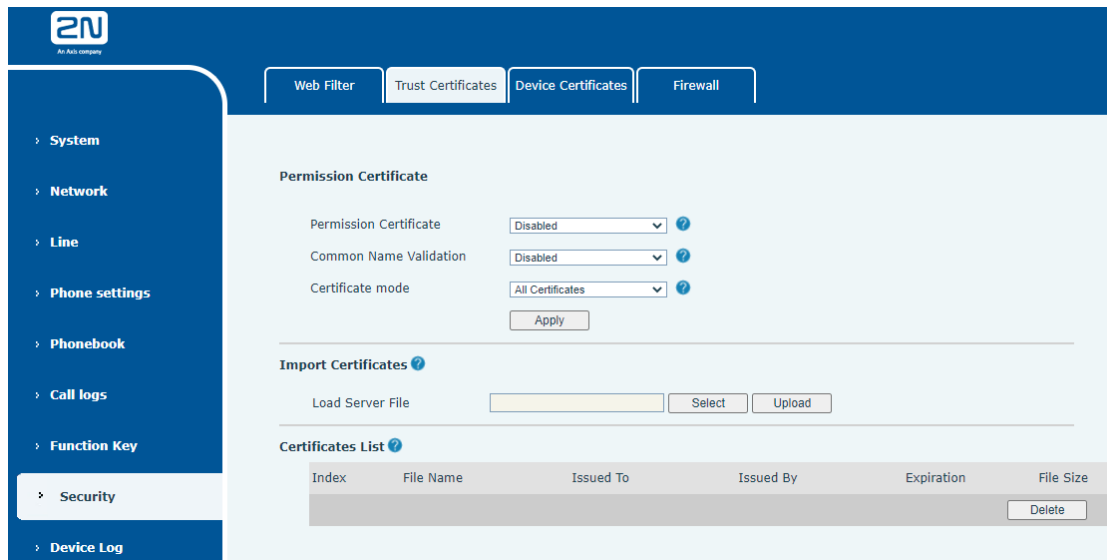 2N
An Axis company
Web Filter
Trust Certificates
Device Certificates
Firewall
System
Network
Line
Phone settings
Phonebook
Call logs
Function Key
Security
Device Log
Permission Certificate
Permission Certificate Disabled ?
Common Name Validation Disabled ?
Certificate mode All Certificates ?
Apply
Import Certificates ?
Load Server File Select Upload
Certificates List ?
Index File Name Issued To Issued By Expiration File Size
Delete